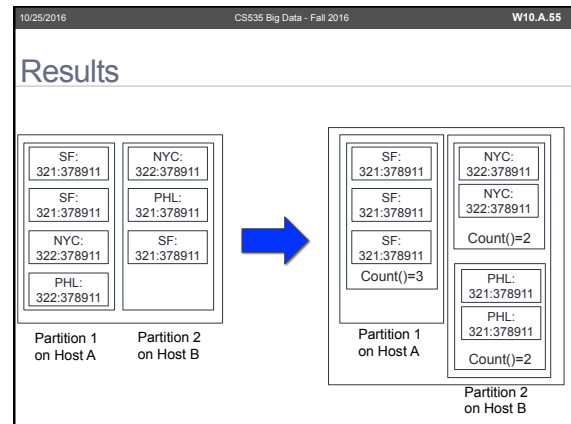 10/25/2016 CS535 Big Data - Fall 2016 W10.A.55
Results
SF:
321:378911
SF:
321:378911
NYC:
322:378911
PHL:
322:378911
Partition 1
on Host A
NYC:
322:378911
PHL:
321:378911
SF:
321:378911
Partition 2
on Host B
SF:
321:378911
SF:
321:378911
SF:
321:378911
Count()=3
Partition 1
on Host A
NYC:
322:378911
NYC:
322:378911
Count()=2
PHL:
321:378911
PHL:
321:378911
Count()=2
Partition 2
on Host B